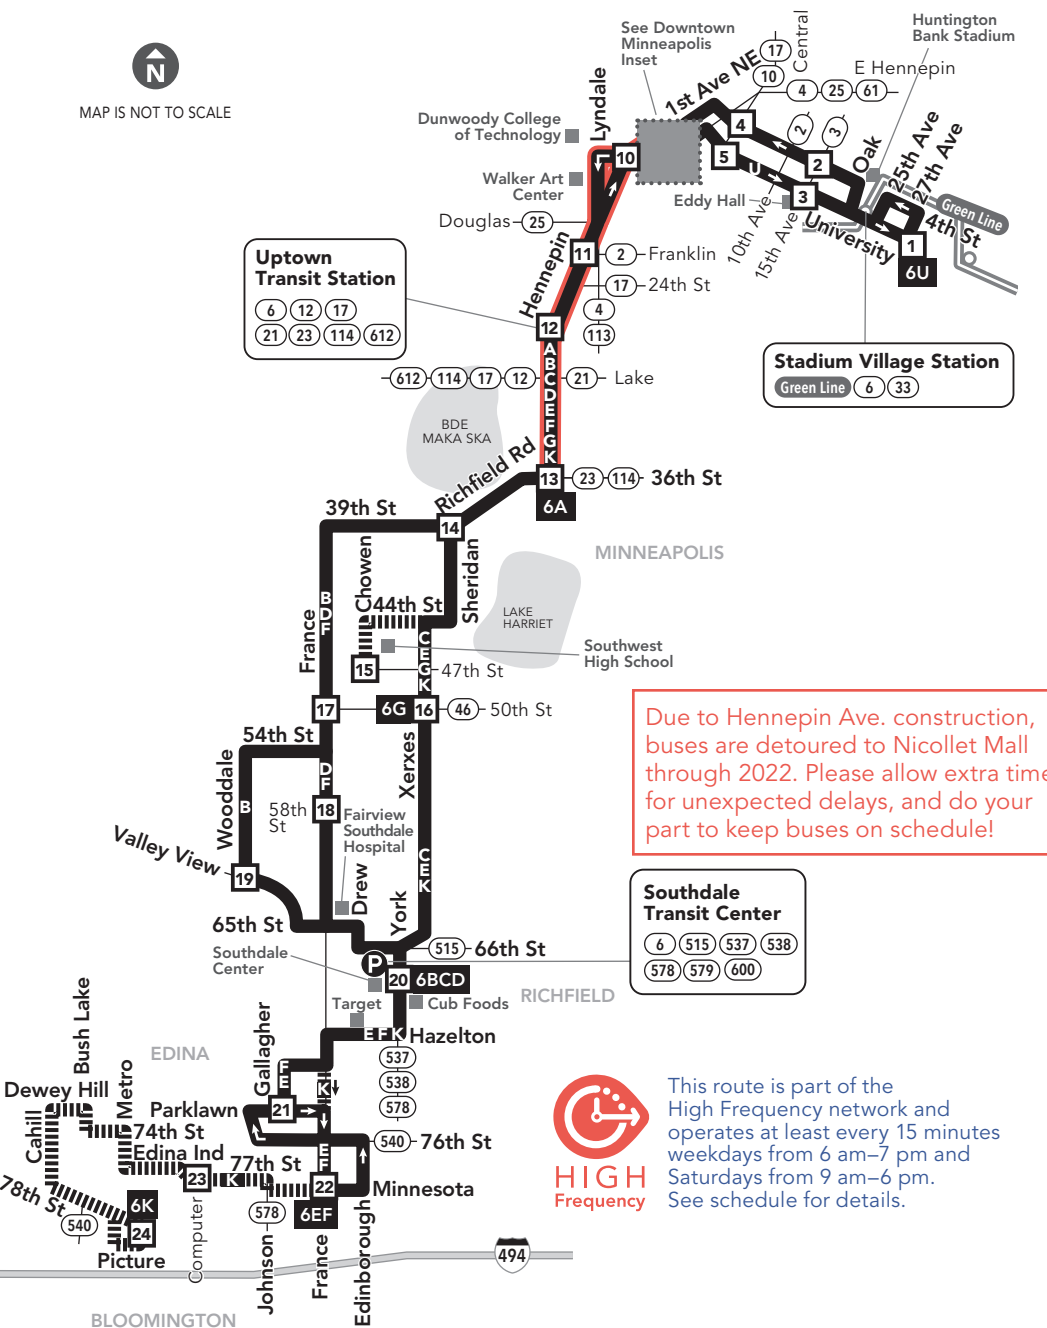 N
MAP IS NOT TO SCALE
See Downtown
Minneapolis
Inset
Huntington
Bank Stadium
17
10
Central
E Hennepin
4
25
61
1st Ave NE
Lyndale
Dunwoody College
of Technology
Walker Art
Center
Douglas
25
10
4
5
2
3
2
U
3
Oak
25th Ave
27th Ave
Green Line
4th St
1
6U
Eddy Hall
10th Ave
15th Ave
University
Hennepin
11
2
Franklin
17
24th St
4
113
12
Uptown
Transit Station
6
12
17
21
23
114
612
Stadium Village Station
Green Line
6
33
A
B
C
D
E
F
G
K
612
114
17
12
21
Lake
BDE
MAKA SKA
Richfield Rd
13
23
114
36th St
6A
39th St
14
MINNEAPOLIS
Chowen
Sheridan
B
D
F
44th St
LAKE
HARRIET
France
C
E
G
K
Southwest
High School
15
47th St
17
6G
16
46
50th St
Due to Hennepin Ave. construction,
buses are detoured to Nicollet Mall
through 2022. Please allow extra time
for unexpected delays, and do your
part to keep buses on schedule!
54th St
Wooddale
Xerxes
D
F
B
58th
St
18
Fairview
Southdale
Hospital
Valley View
19
C
E
K
Drew
York
65th St
515
66th St
Southdale
Transit Center
6
515
537
538
578
579
600
Southdale
Center
P
20
6BCD
Target
Cub Foods
RICHFIELD
E F K
Hazelton
537
538
578
Bush Lake
Gallagher
EDINA
Metro
F
E
K
Dewey Hill
Parklawn
21
Cahill
74th St
540
76th St
Edina Ind
77th St
E
F
23
K
22
Minnesota
78th St
540
6K
24
Picture
Computer
578
6EF
Johnson
France
Edinborough
494
BLOOMINGTON
HIGH
Frequency
This route is part of the
High Frequency network and
operates at least every 15 minutes
weekdays from 6 am–7 pm and
Saturdays from 9 am–6 pm.
See schedule for details.